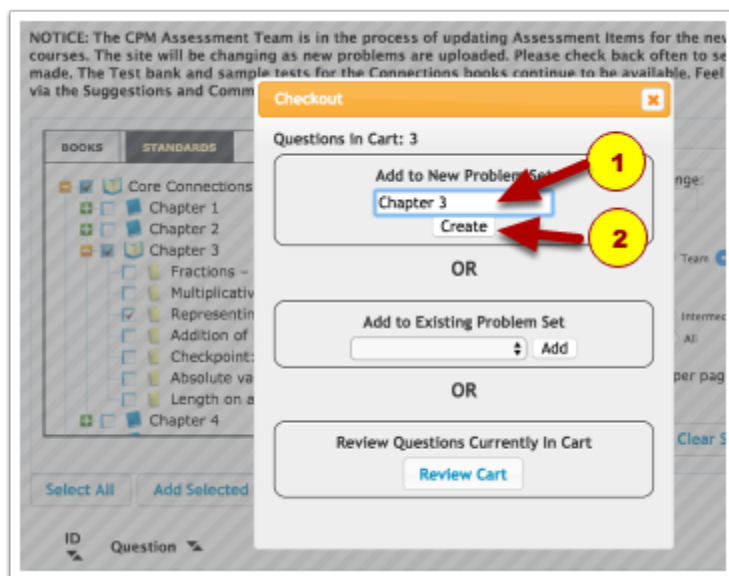 NOTICE: The CPM Assessment Team is in the process of updating Assessment Items for the new
courses. The site will be changing as new problems are uploaded. Please check back often to se
made. The Test bank and sample tests for the Connections books continue to be available. Feel
via the Suggestions and Comm
Checkout
Questions in Cart: 3
BOOKS STANDARDS
Add to New Problem Set
1
nge:
Core Connections
Chapter 3
Chapter 1
Create
2
Chapter 2
Chapter 3
Team
OR
Fractions –
Multiplicativ
Representin
Add to Existing Problem Set
Intermed
Addition of
All
Add
Checkpoint:
Absolute va
per pag
Length on a
OR
Chapter 4
Review Questions Currently In Cart
Clear S
Review Cart
Select All Add Selected
ID
Question